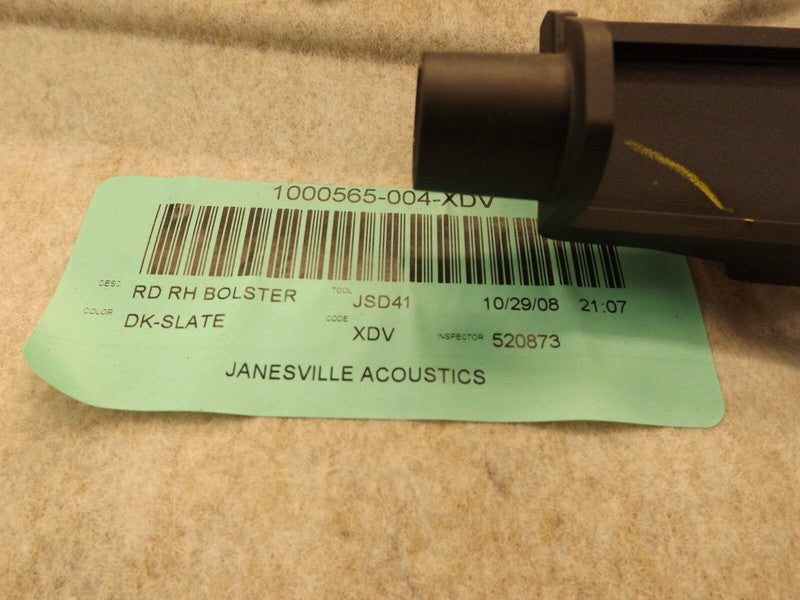 1000565-004-XDV
DESC RD RH BOLSTER TOOL JSD41 10/29/08 21:07
COLOR DK-SLATE CODE XDV INSPECTOR 520873
JANESVILLE ACOUSTICS